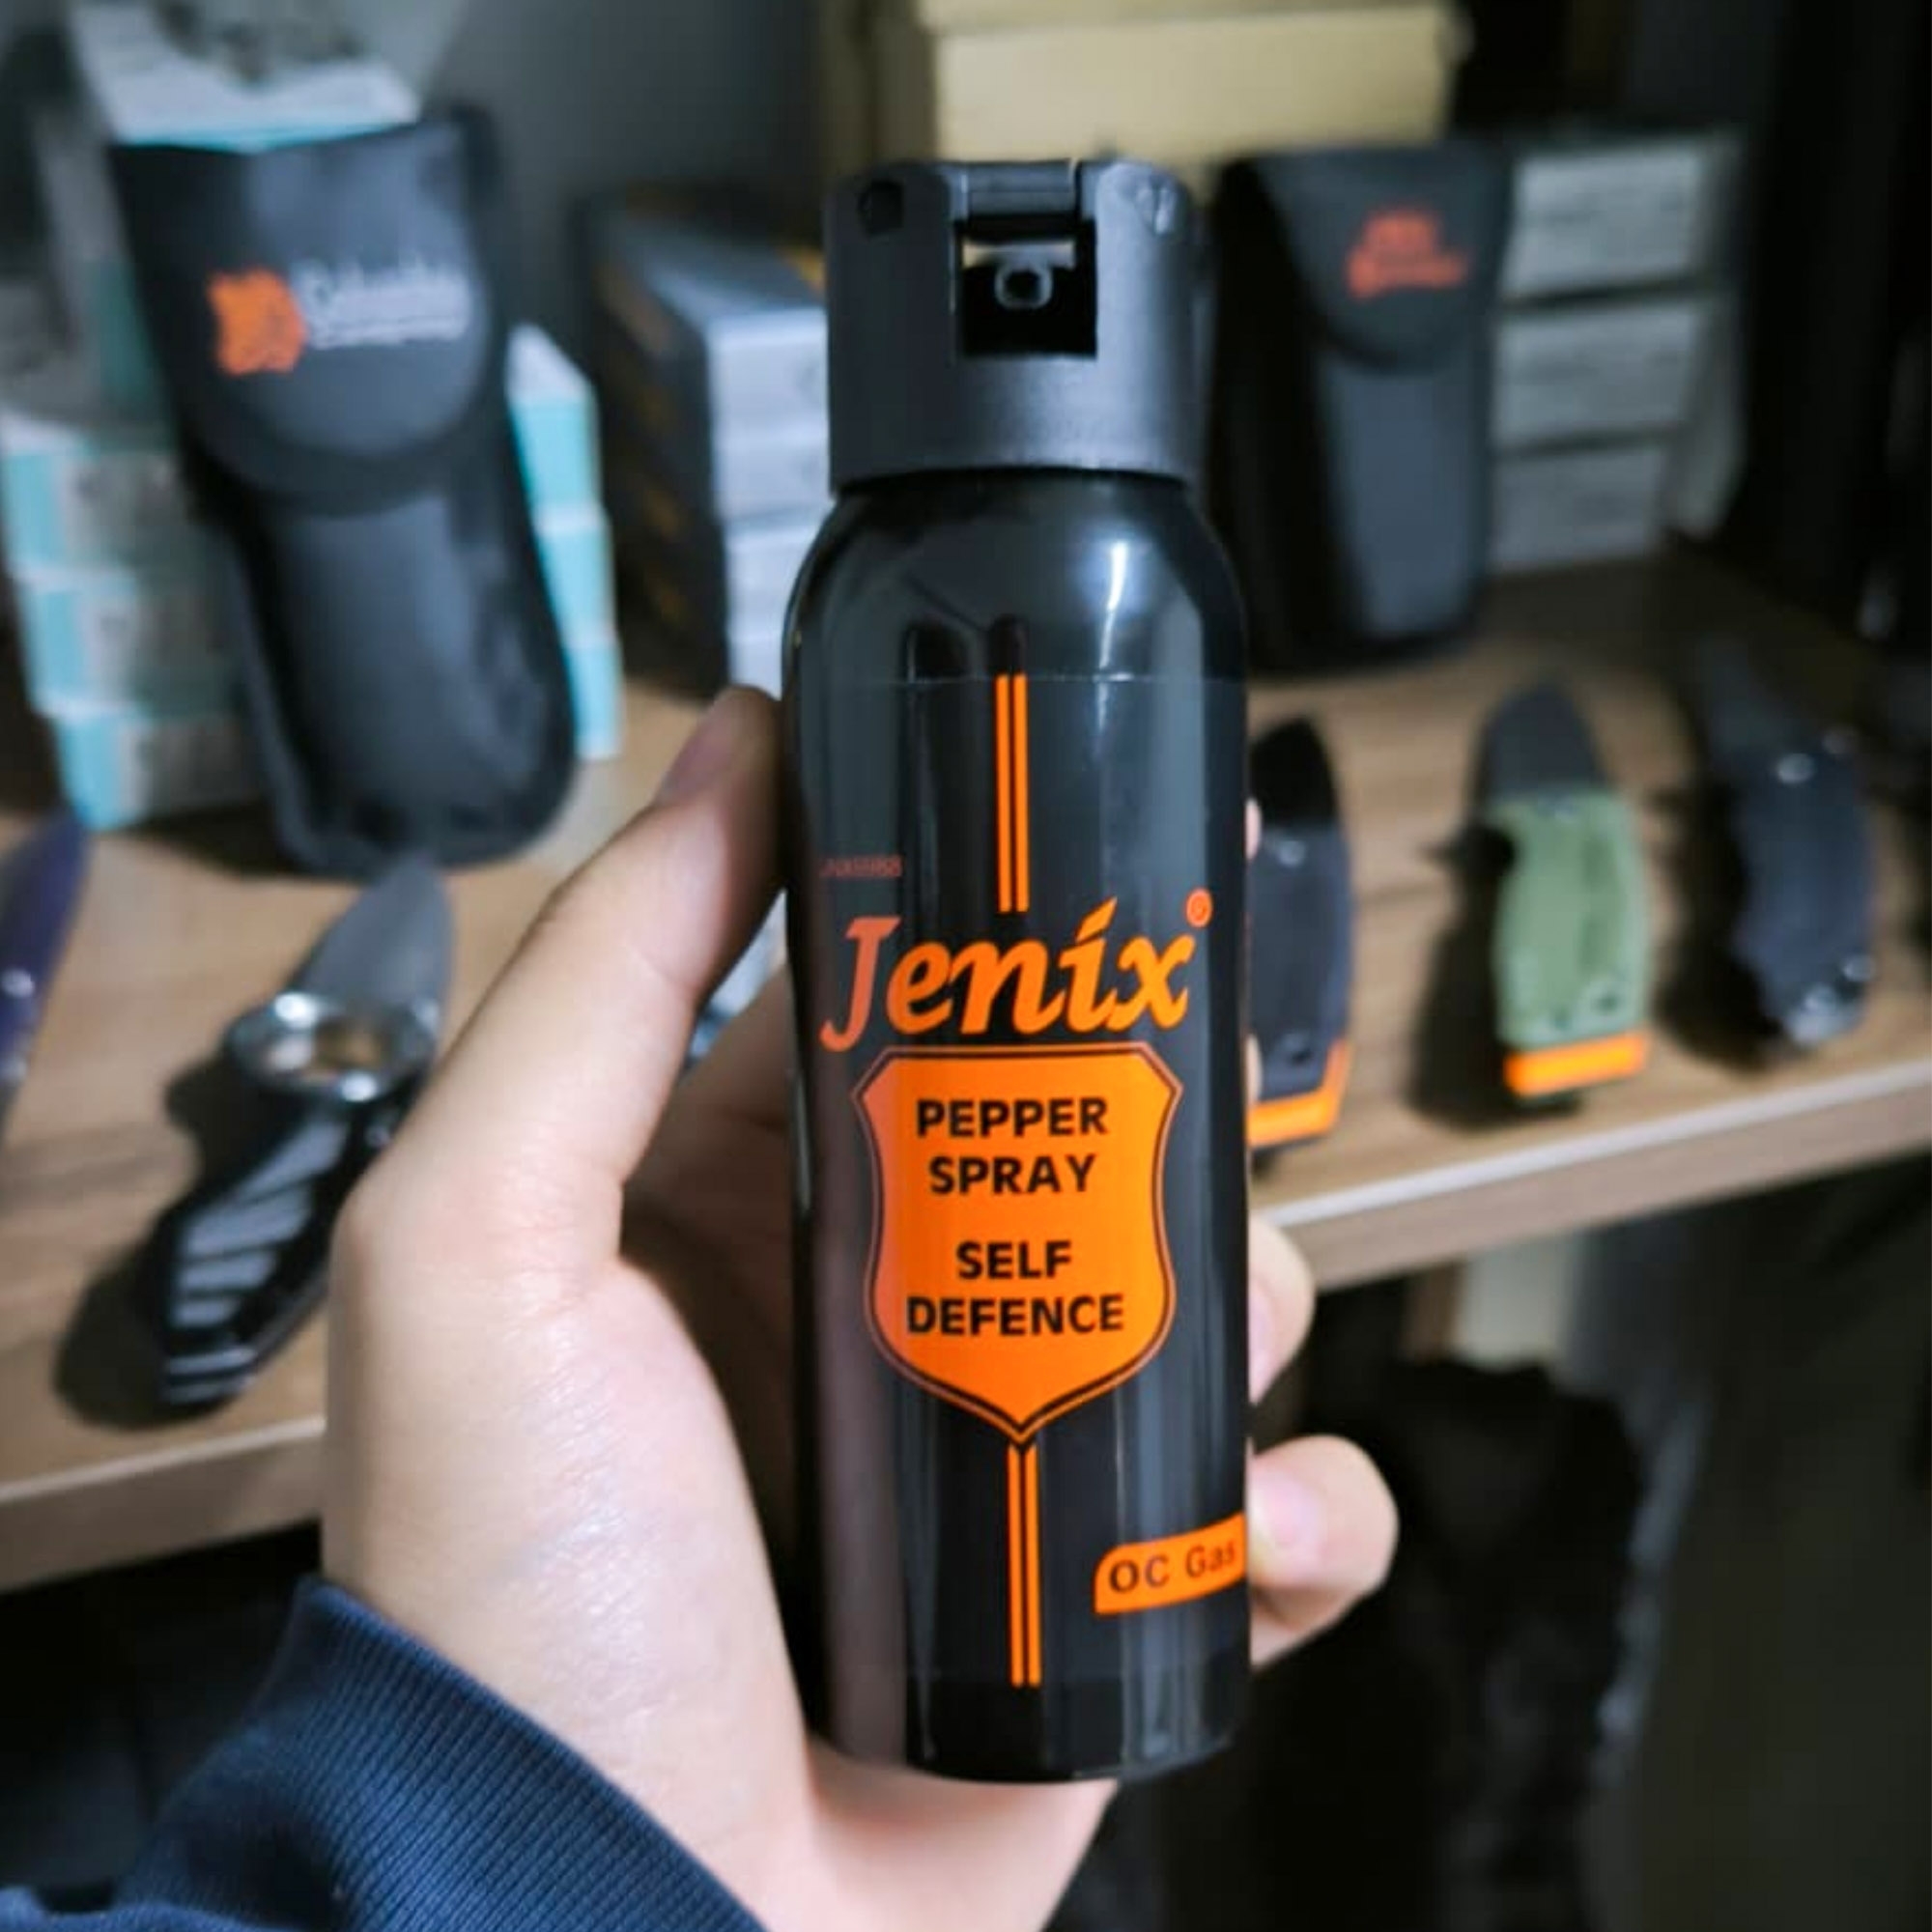 Jenix®
PEPPER
SPRAY
SELF
DEFENCE
OC Gas